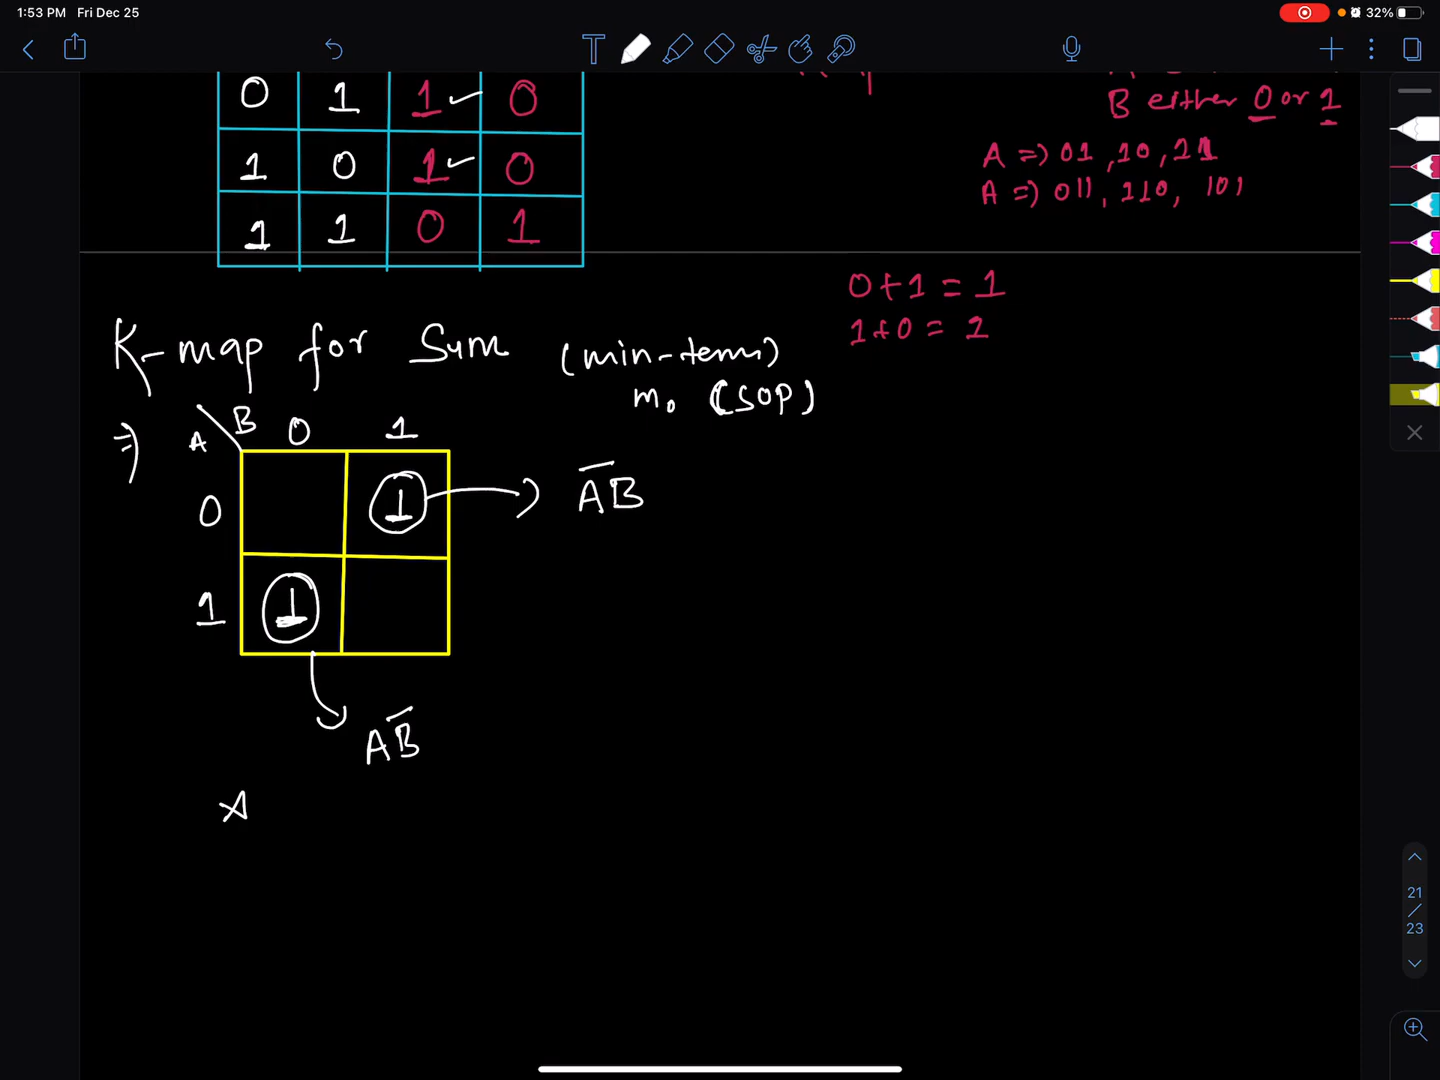 1:53 PM Fri Dec 25
32%
0 1 1 0
B either 0 or 1
1 0 1 0
A => 01, 10, 11
A => 011, 110, 101
1 1 0 1
0 + 1 = 1
1 + 0 = 1
K-map for Sum (min-term)
m₀ (SOP)
=>
A B 0 1
0 1 A̅B
1 1
AB̅
21
/
23